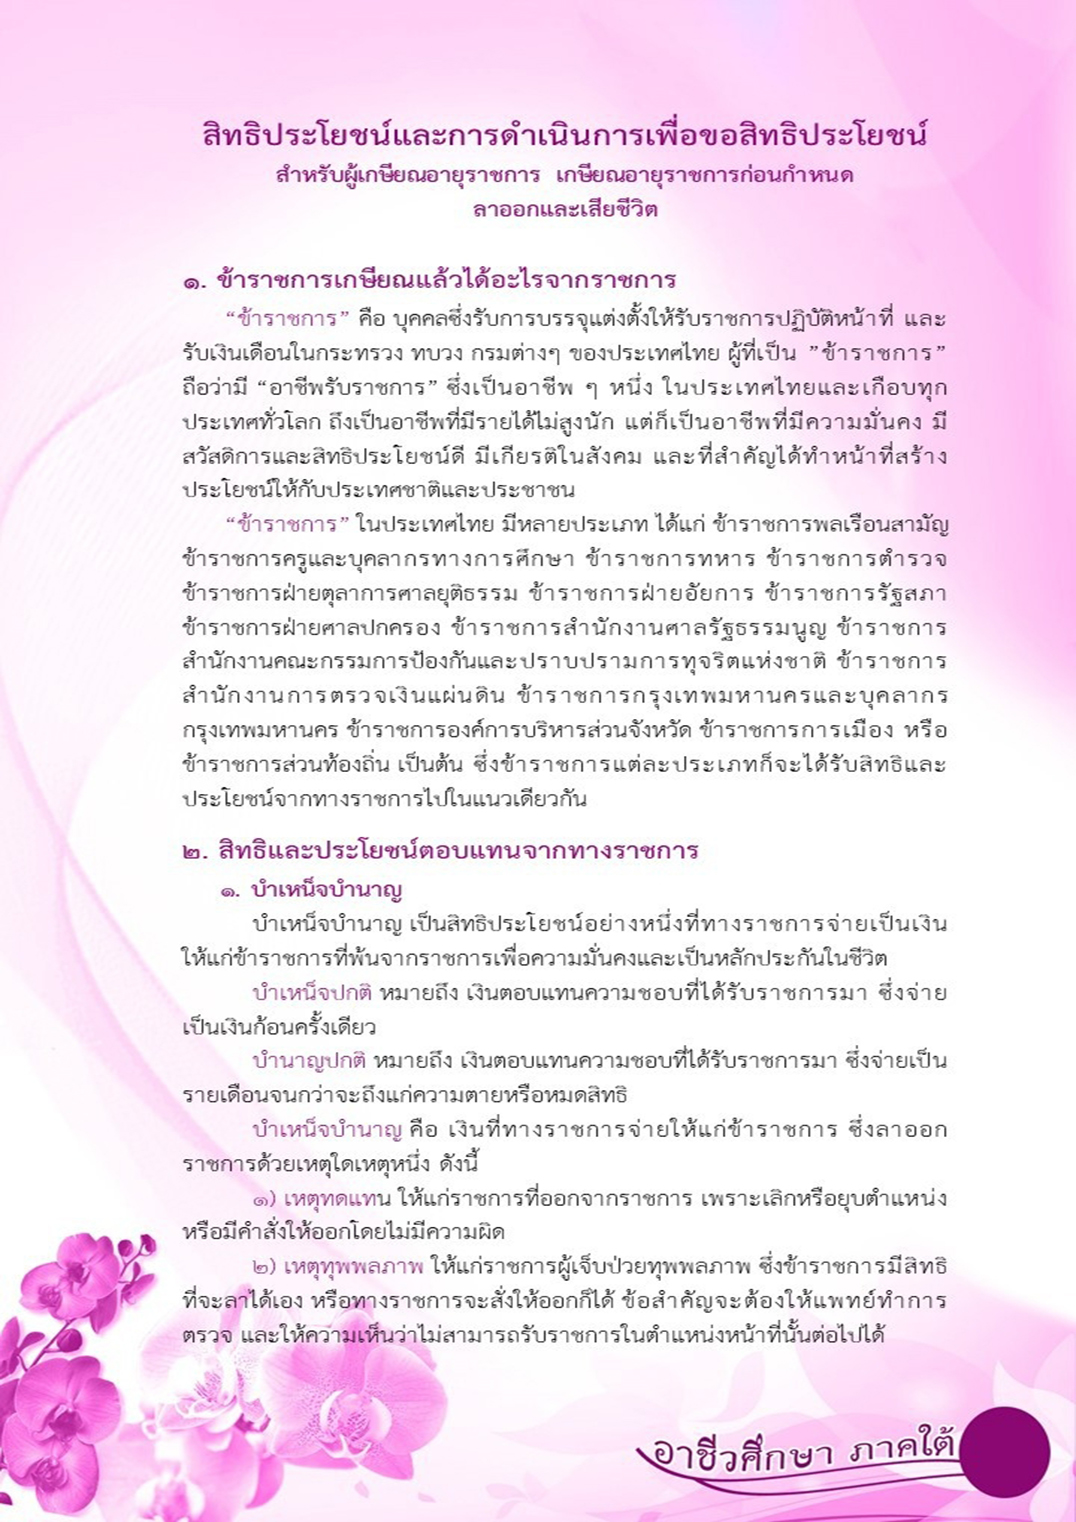 สิทธิประโยชน์และการดำเนินการเพื่อขอสิทธิประโยชน์
สำหรับผู้เกษียณอายุราชการ เกษียณอายุราชการก่อนกำหนด
ลาออกและเสียชีวิต
๑. ข้าราชการเกษียณแล้วได้อะไรจากราชการ
“ข้าราชการ” คือ บุคคลซึ่งรับการบรรจุแต่งตั้งให้รับราชการปฏิบัติหน้าที่ และ
รับเงินเดือนในกระทรวง ทบวง กรมต่างๆ ของประเทศไทย ผู้ที่เป็น ”ข้าราชการ”
ถือว่ามี “อาชีพรับราชการ” ซึ่งเป็นอาชีพ ๆ หนึ่ง ในประเทศไทยและเกือบทุก
ประเทศทั่วโลก ถึงเป็นอาชีพที่มีรายได้ไม่สูงนัก แต่ก็เป็นอาชีพที่มีความมั่นคง มี
สวัสดิการและสิทธิประโยชน์ดี มีเกียรติในสังคม และที่สำคัญได้ทำหน้าที่สร้าง
ประโยชน์ให้กับประเทศชาติและประชาชน
“ข้าราชการ” ในประเทศไทย มีหลายประเภท ได้แก่ ข้าราชการพลเรือนสามัญ
ข้าราชการครูและบุคลากรทางการศึกษา ข้าราชการทหาร ข้าราชการตำรวจ
ข้าราชการฝ่ายตุลาการศาลยุติธรรม ข้าราชการฝ่ายอัยการ ข้าราชการรัฐสภา
ข้าราชการฝ่ายศาลปกครอง ข้าราชการสำนักงานศาลรัฐธรรมนูญ ข้าราชการ
สำนักงานคณะกรรมการป้องกันและปราบปรามการทุจริตแห่งชาติ ข้าราชการ
สำนักงานการตรวจเงินแผ่นดิน ข้าราชการกรุงเทพมหานครและบุคลากร
กรุงเทพมหานคร ข้าราชการองค์การบริหารส่วนจังหวัด ข้าราชการการเมือง หรือ
ข้าราชการส่วนท้องถิ่น เป็นต้น ซึ่งข้าราชการแต่ละประเภทก็จะได้รับสิทธิและ
ประโยชน์จากทางราชการไปในแนวเดียวกัน
๒. สิทธิและประโยชน์ตอบแทนจากทางราชการ
๑. บำเหน็จบำนาญ
บำเหน็จบำนาญ เป็นสิทธิประโยชน์อย่างหนึ่งที่ทางราชการจ่ายเป็นเงิน
ให้แก่ข้าราชการที่พ้นจากราชการเพื่อความมั่นคงและเป็นหลักประกันในชีวิต
บำเหน็จปกติ หมายถึง เงินตอบแทนความชอบที่ได้รับราชการมา ซึ่งจ่าย
เป็นเงินก้อนครั้งเดียว
บำนาญปกติ หมายถึง เงินตอบแทนความชอบที่ได้รับราชการมา ซึ่งจ่ายเป็น
รายเดือนจนกว่าจะถึงแก่ความตายหรือหมดสิทธิ
บำเหน็จบำนาญ คือ เงินที่ทางราชการจ่ายให้แก่ข้าราชการ ซึ่งลาออก
ราชการด้วยเหตุใดเหตุหนึ่ง ดังนี้
๑) เหตุทดแทน ให้แก่ราชการที่ออกจากราชการ เพราะเลิกหรือยุบตำแหน่ง
หรือมีคำสั่งให้ออกโดยไม่มีความผิด
๒) เหตุทุพพลภาพ ให้แก่ราชการผู้เจ็บป่วยทุพพลภาพ ซึ่งข้าราชการมีสิทธิ
ที่จะลาได้เอง หรือทางราชการจะสั่งให้ออกก็ได้ ข้อสำคัญจะต้องให้แพทย์ทำการ
ตรวจ และให้ความเห็นว่าไม่สามารถรับราชการในตำแหน่งหน้าที่นั้นต่อไปได้
อาชีวศึกษา ภาคใต้